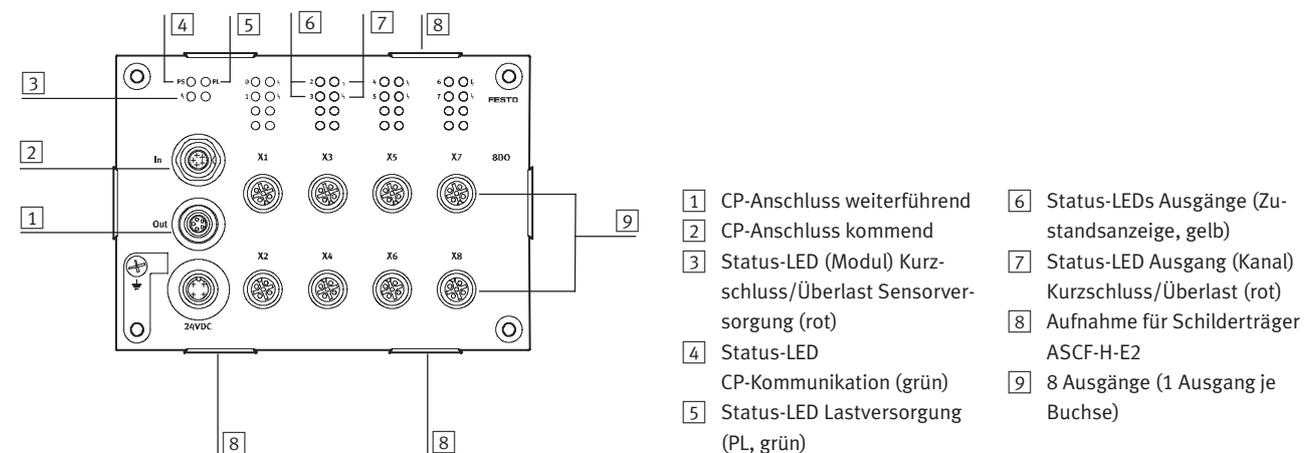 4 5 6 7 8
3
PS PL 0 2 4 6
1 3 5 7
FESTO
2
In X1 X3 X5 X7 8DO
1
Out
9
X2 X4 X6 X8
24VDC
8 8
1 CP-Anschluss weiterführend
2 CP-Anschluss kommend
3 Status-LED (Modul) Kurz-
schluss/Überlast Sensorver-
sorgung (rot)
4 Status-LED
CP-Kommunikation (grün)
5 Status-LED Lastversorgung
(PL, grün)
6 Status-LEDs Ausgänge (Zu-
standsanzeige, gelb)
7 Status-LED Ausgang (Kanal)
Kurzschluss/Überlast (rot)
8 Aufnahme für Schilderträger
ASCF-H-E2
9 8 Ausgänge (1 Ausgang je
Buchse)